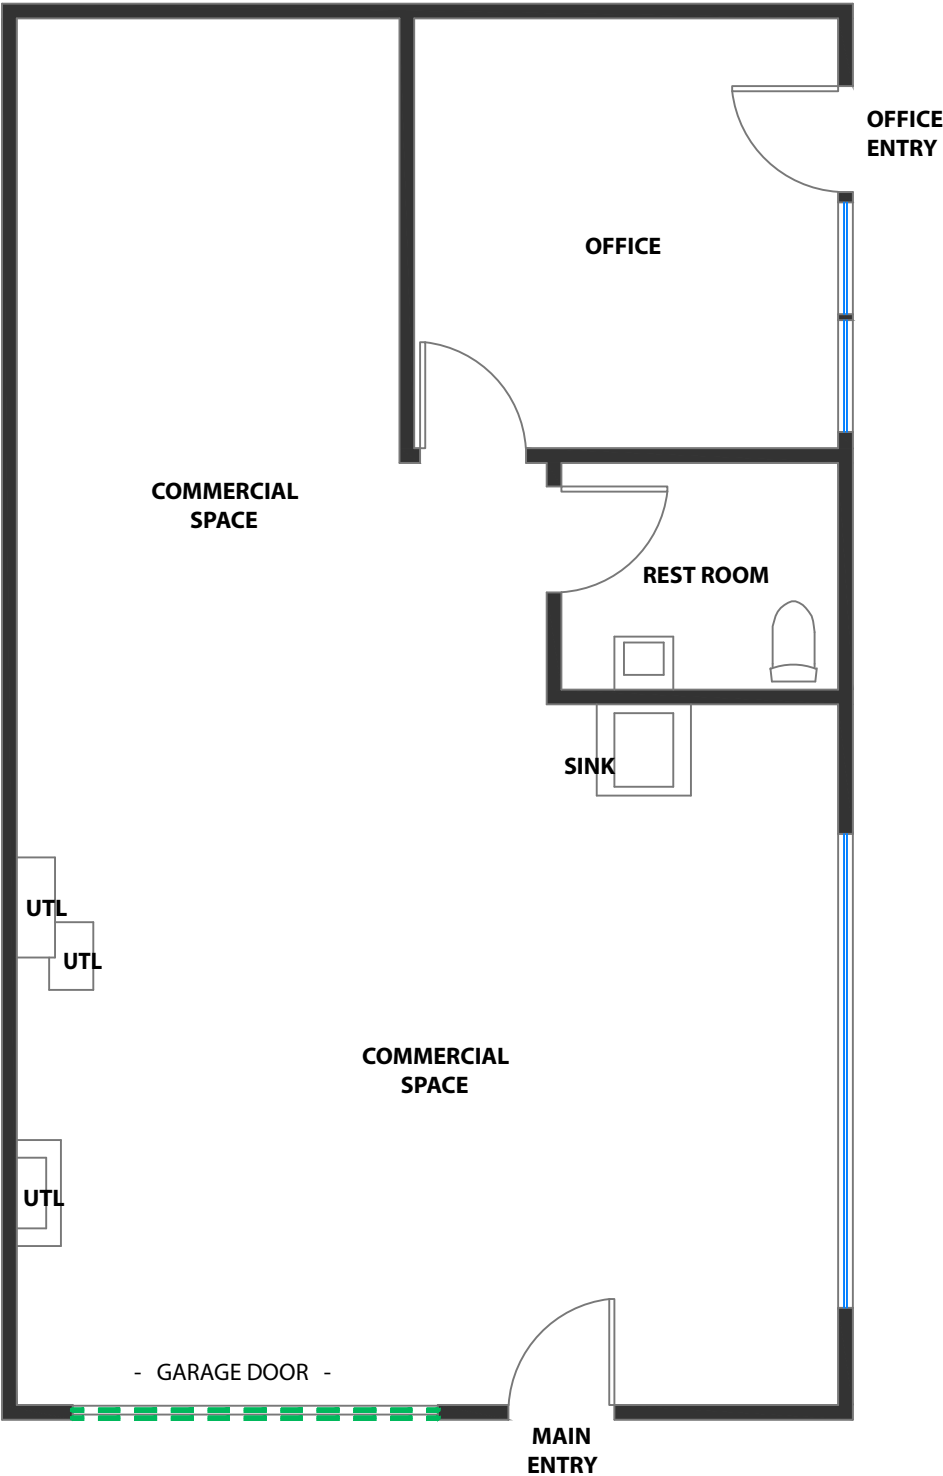 OFFICE
ENTRY
OFFICE
COMMERCIAL
SPACE
REST ROOM
SINK
UTL
UTL
COMMERCIAL
SPACE
UTL
- GARAGE DOOR -
MAIN
ENTRY